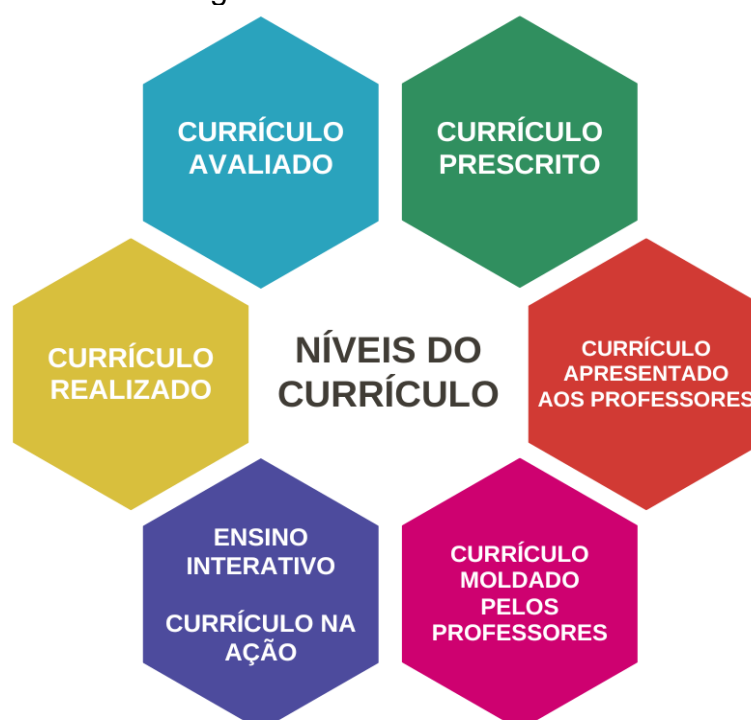 CURRÍCULO
AVALIADO
CURRÍCULO
PRESCRITO
CURRÍCULO
REALIZADO
NÍVEIS DO
CURRÍCULO
CURRÍCULO
APRESENTADO
AOS PROFESSORES
ENSINO
INTERATIVO
CURRÍCULO NA
AÇÃO
CURRÍCULO
MOLDADO
PELOS
PROFESSORES